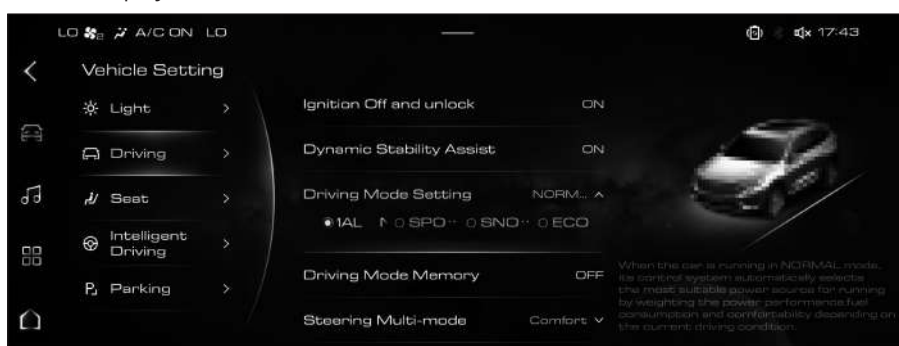 LO 2 A/C ON LO
17:43
Vehicle Setting
Light
Driving
Seat
Intelligent
Driving
Parking
Ignition Off and unlock ON
Dynamic Stability Assist ON
Driving Mode Setting NORM...
1AL N SPO·· SNO·· ECO
Driving Mode Memory OFF
Steering Multi-mode Comfort
When the car is running in NORMAL mode,
its control system automatically selects
the most suitable power source for running
by weighting the power performance,fuel
consumption and comfortability depending on
the current driving condition.